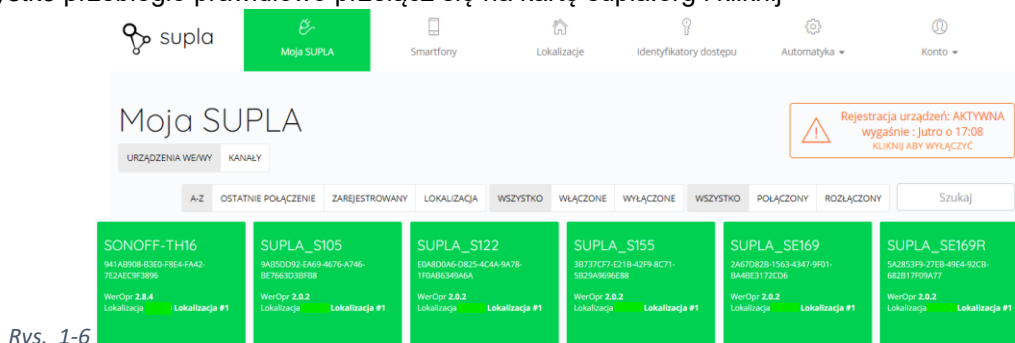 supla
Moja SUPLA
Smartfony
Lokalizacje
Identyfikatory dostępu
Automatyka
Konto
Moja SUPLA
Rejestracja urządzeń: AKTYWNA
wygaśnie : Jutro o 17:08
KLIKNIJ ABY WYŁĄCZYĆ
URZĄDZENIA WE/WY KANAŁY
A-Z OSTATNIE POŁĄCZENIE ZAREJESTROWANY LOKALIZACJA WSZYSTKO WŁĄCZONE WYŁĄCZONE WSZYSTKO POŁĄCZONY ROZŁĄCZONY Szukaj
SONOFF-TH16
941AB908-B3E0-F8E4-FA42-
7E2AEC9F3896
WerOpr 2.8.4
Lokalizacja Lokalizacja #1
SUPLA_S105
9AB5DD92-EA69-4676-A746-
BE7663D3BFB8
WerOpr 2.0.2
Lokalizacja Lokalizacja #1
SUPLA_S122
E0A8D0A6-D825-4C4A-9A78-
1F0AB6349A6A
WerOpr 2.0.2
Lokalizacja Lokalizacja #1
SUPLA_S155
3B737CF7-E21B-42F9-8C71-
5B29A9696E88
WerOpr 2.0.2
Lokalizacja Lokalizacja #1
SUPLA_SE169
2A67D82B-1563-4347-9F01-
BA4BE3172CD6
WerOpr 2.0.2
Lokalizacja Lokalizacja #1
SUPLA_SE169R
5A2853F9-27EB-49E4-92CB-
682B17F09A77
WerOpr 2.0.2
Lokalizacja Lokalizacja #1
Rys. 1-6